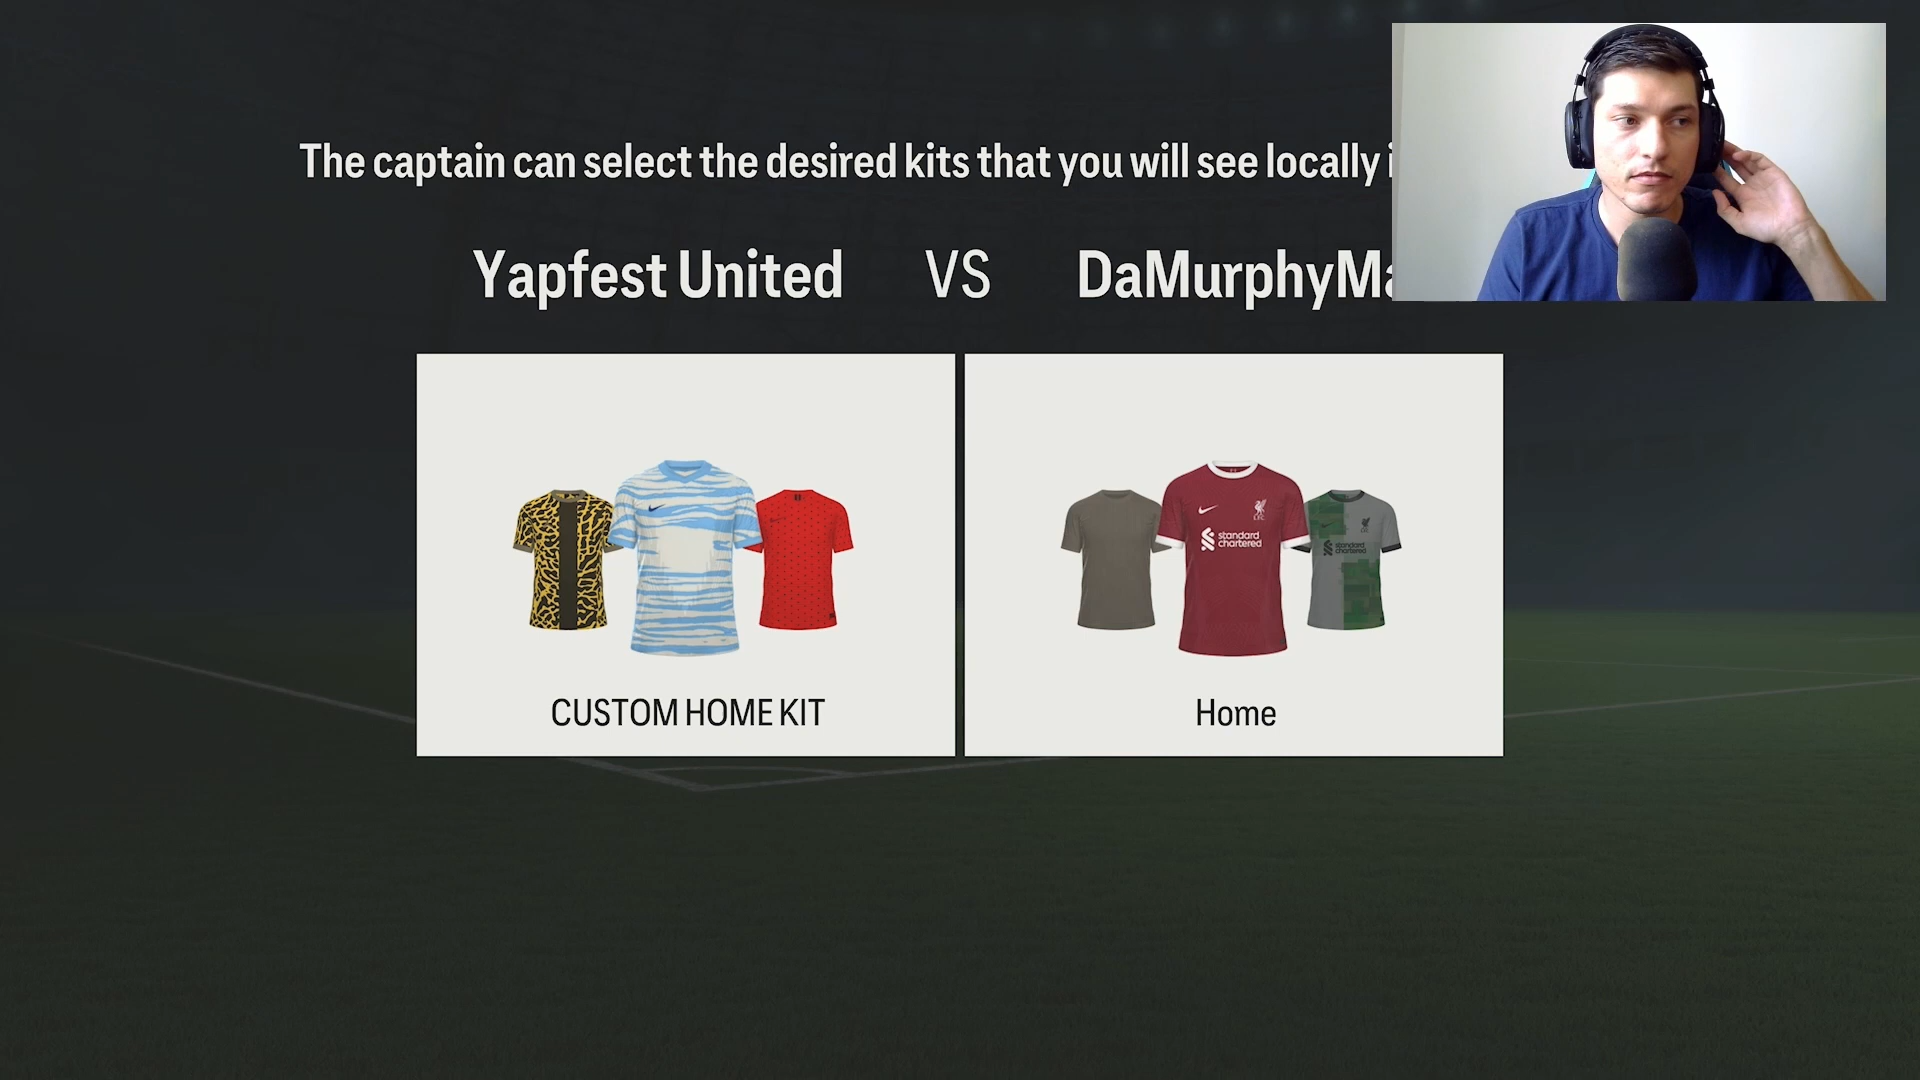 The captain can select the desired kits that you will see locally
Yapfest United VS DaMurphyMa
standard
chartered
standard
chartered
CUSTOM HOME KIT
Home